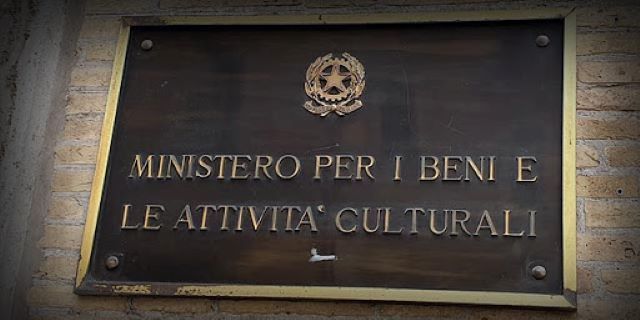 MINISTERO PER I BENI E
LE ATTIVITA' CULTURALI